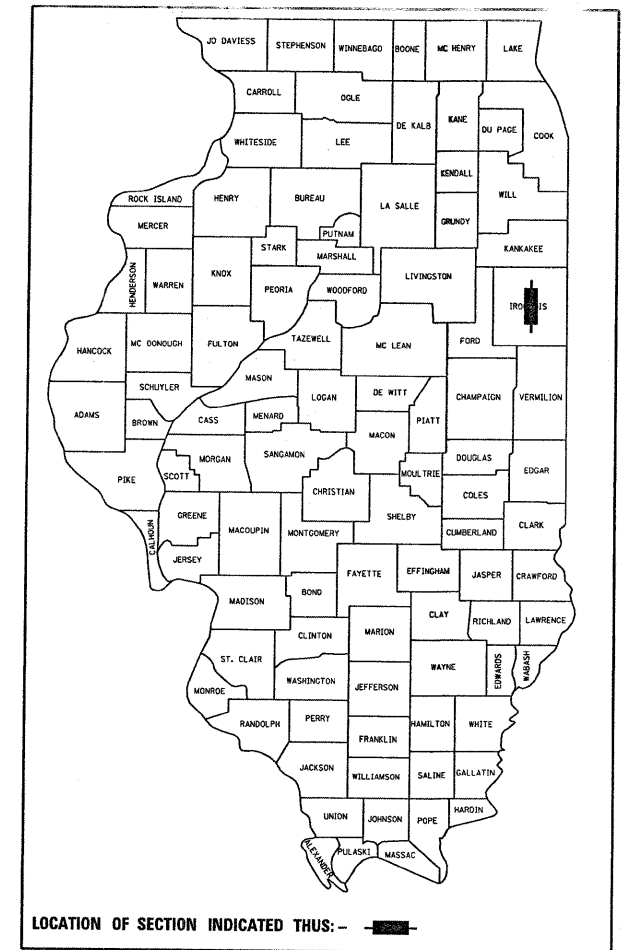 JO DAVIESS STEPHENSON WINNEBAGO BOONE MC HENRY LAKE
CARROLL OGLE DE KALB KANE DU PAGE COOK
WHITESIDE LEE KENDALL WILL
ROCK ISLAND HENRY BUREAU LA SALLE GRUNDY
MERCER PUTNAM KANKAKEE
STARK MARSHALL
HENDERSON WARREN KNOX PEORIA WOODFORD LIVINGSTON IRO IS
HANCOCK MC DONOUGH FULTON TAZEWELL MC LEAN FORD
SCHUYLER MASON LOGAN DE WITT CHAMPAIGN VERMILION
ADAMS BROWN CASS MENARD MACON PIATT
MORGAN SANGAMON DOUGLAS EDGAR
PIKE SCOTT CHRISTIAN MOULTRIE COLES
GREENE MACOUPIN MONTGOMERY SHELBY CUMBERLAND CLARK
CALHOUN JERSEY FAYETTE EFFINGHAM JASPER CRAWFORD
MADISON BOND CLAY RICHLAND LAWRENCE
CLINTON MARION
ST. CLAIR WAYNE EDWARDS WABASH
MONROE WASHINGTON JEFFERSON
RANDOLPH PERRY HAMILTON WHITE
FRANKLIN
JACKSON WILLIAMSON SALINE GALLATIN
UNION JOHNSON POPE HARDIN
ALEXANDER PULASKI MASSAC
LOCATION OF SECTION INDICATED THUS: –